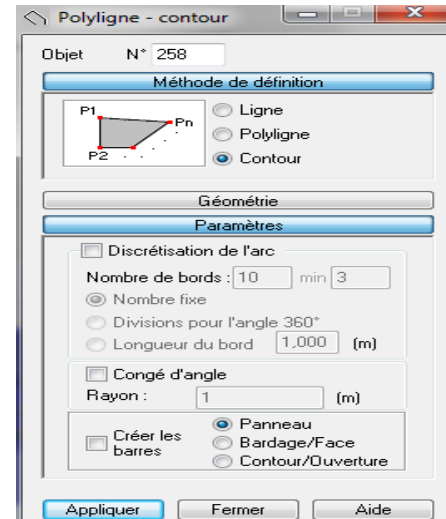 Polyligne - contour
Objet N° 258
Méthode de définition
P1
Pn
P2
Ligne
Polyligne
Contour
Géométrie
Paramètres
Discrétisation de l'arc
Nombre de bords : 10 min 3
Nombre fixe
Divisions pour l'angle 360°
Longueur du bord 1,000 (m)
Congé d'angle
Rayon : 1 (m)
Créer les barres
Panneau
Bardage/Face
Contour/Ouverture
Appliquer Fermer Aide